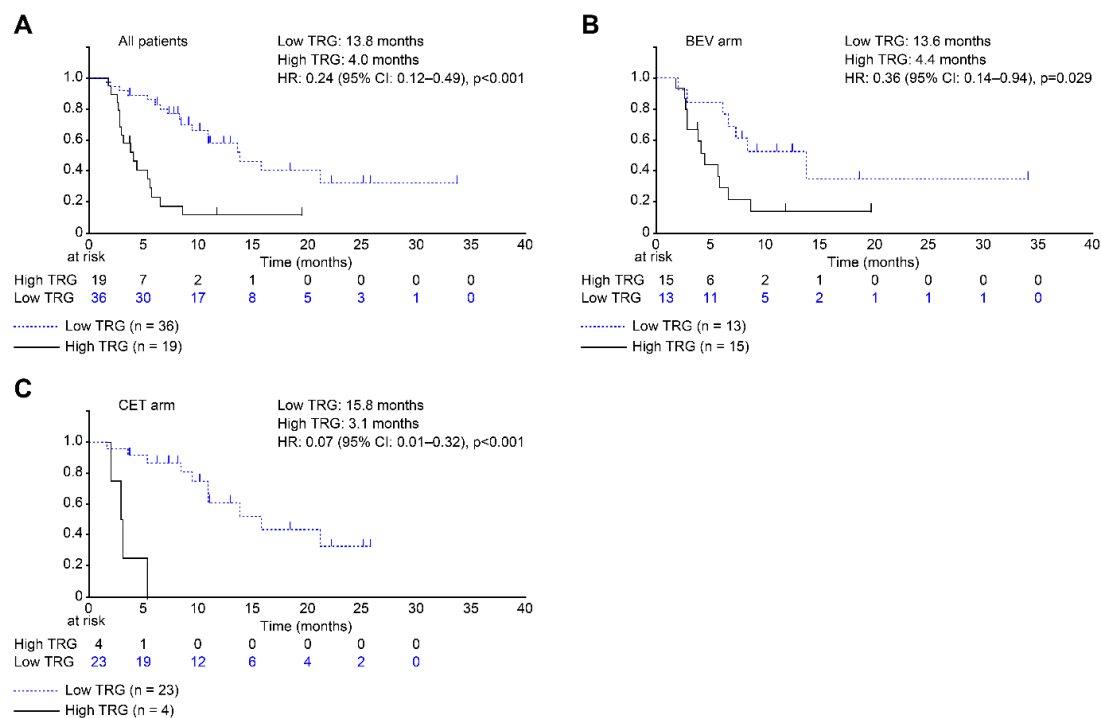 A
All patients
Low TRG: 13.8 months
High TRG: 4.0 months
HR: 0.24 (95% CI: 0.12–0.49), p<0.001
1.0
0.8
0.6
0.4
0.2
0
0 5 10 15 20 25 30 35 40
at risk
Time (months)
High TRG 19 7 2 1 0 0 0 0
Low TRG 36 30 17 8 5 3 1 0
Low TRG (n = 36)
High TRG (n = 19)
B
BEV arm
Low TRG: 13.6 months
High TRG: 4.4 months
HR: 0.36 (95% CI: 0.14–0.94), p=0.029
1.0
0.8
0.6
0.4
0.2
0
0 5 10 15 20 25 30 35 40
at risk
Time (months)
High TRG 15 6 2 1 0 0 0 0
Low TRG 13 11 5 2 1 1 1 0
Low TRG (n = 13)
High TRG (n = 15)
C
CET arm
Low TRG: 15.8 months
High TRG: 3.1 months
HR: 0.07 (95% CI: 0.01–0.32), p<0.001
1.0
0.8
0.6
0.4
0.2
0
0 5 10 15 20 25 30 35 40
at risk
Time (months)
High TRG 4 1 0 0 0 0 0
Low TRG 23 19 12 6 4 2 0
Low TRG (n = 23)
High TRG (n = 4)